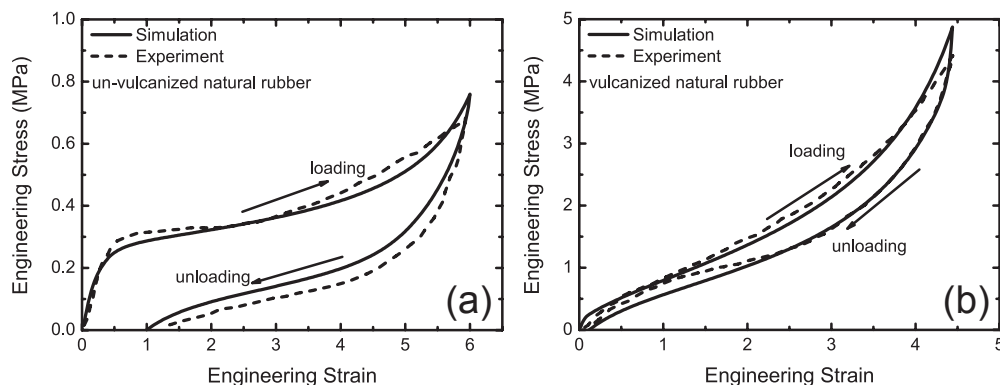 1.0
0.8
0.6
0.4
0.2
0.0
Engineering Stress (MPa)
Simulation
Experiment
un-vulcanized natural rubber
loading
unloading
(a)
0 1 2 3 4 5 6
Engineering Strain
5
4
3
2
1
0
Engineering Stress (MPa)
Simulation
Experiment
vulcanized natural rubber
loading
unloading
(b)
0 1 2 3 4 5
Engineering Strain